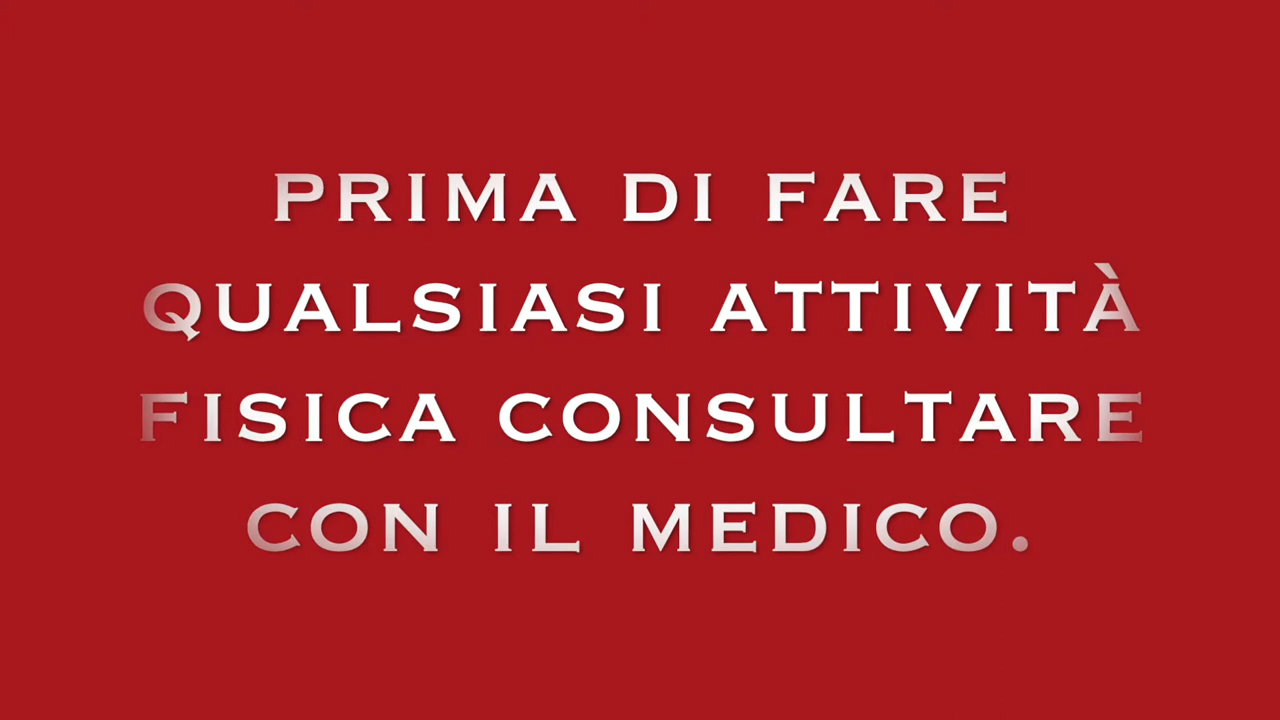 PRIMA DI FARE
QUALSIASI ATTIVITÀ
FISICA CONSULTARE
CON IL MEDICO.